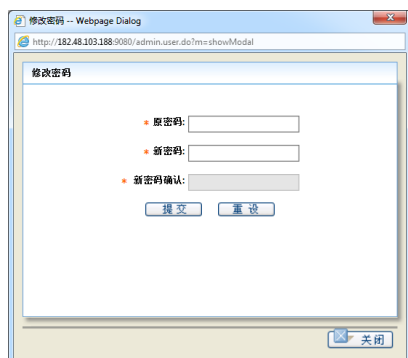 修改密码 -- Webpage Dialog
http://182.48.103.188:9080/admin.user.do?m=showModal
修改密码
* 原密码:
* 新密码:
* 新密码确认:
提交 重设
关闭